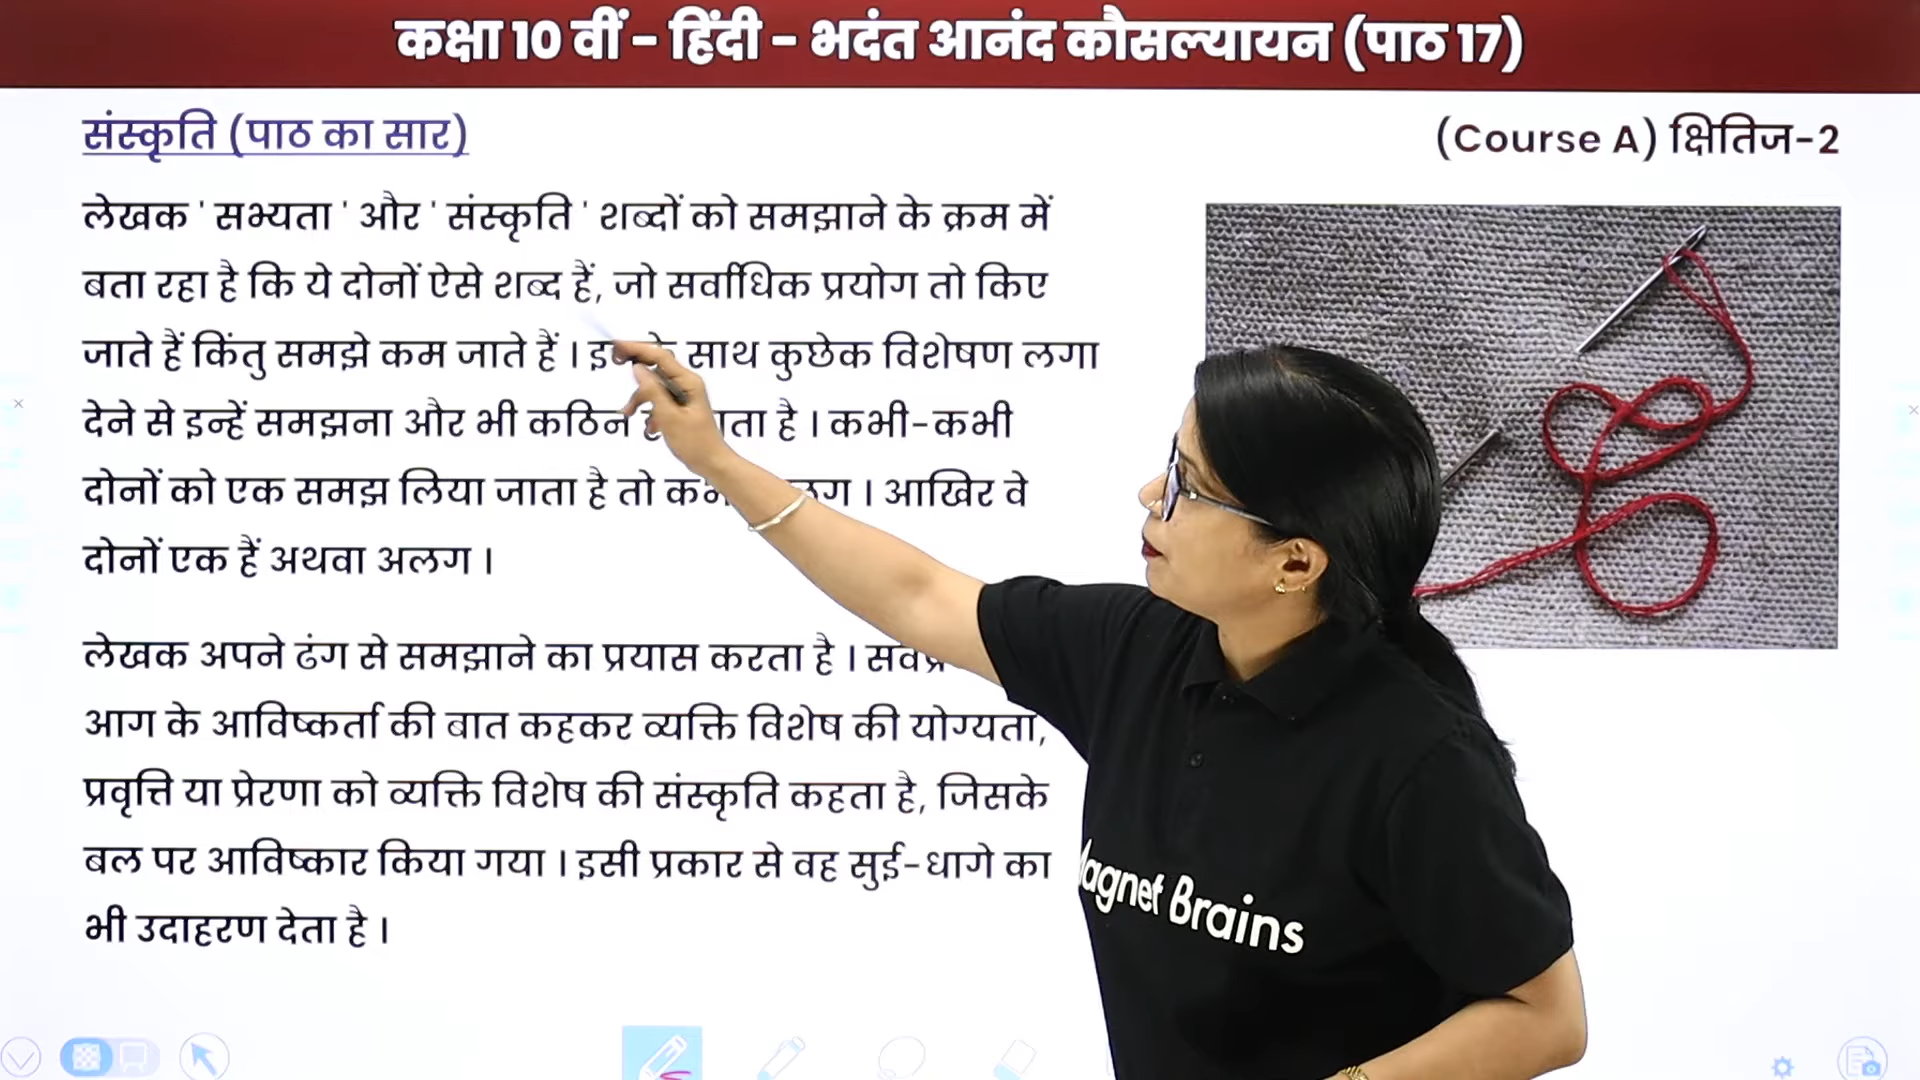 कक्षा 10 वीं - हिंदी - भदंत आनंद कौसल्यायन (पाठ 17)
संस्कृति (पाठ का सार)
(Course A) क्षितिज-2
लेखक ' सभ्यता ' और ' संस्कृति ' शब्दों को समझाने के क्रम में
बता रहा है कि ये दोनों ऐसे शब्द हैं, जो सर्वाधिक प्रयोग तो किए
जाते हैं किंतु समझे कम जाते हैं । साथ कुछेक विशेषण लगा
देने से इन्हें समझना और भी कठिन है । कभी-कभी
दोनों को एक समझ लिया जाता है तो । आखिर वे
दोनों एक हैं अथवा अलग ।
लेखक अपने ढंग से समझाने का प्रयास करता है ।
आग के आविष्कर्ता की बात कहकर व्यक्ति विशेष की योग्यता,
प्रवृत्ति या प्रेरणा को व्यक्ति विशेष की संस्कृति कहता है, जिसके
बल पर आविष्कार किया गया । इसी प्रकार से वह सुई-धागे का
भी उदाहरण देता है ।
Magnet Brains